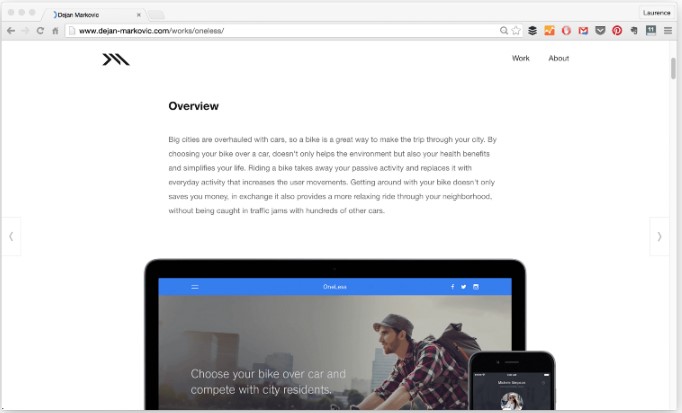 Dejan Markovic
Laurence
www.dejan-markovic.com/works/oneless/
Work About
Overview
Big cities are overhauled with cars, so a bike is a great way to make the trip through your city. By
choosing your bike over a car, doesn't only helps the environment but also your health benefits
and simplifies your life. Riding a bike takes away your passive activity and replaces it with
everyday activity that increases the user movements. Getting around with your bike doesn't only
saves you money, in exchange it also provides a more relaxing ride through your neighborhood,
without being caught in traffic jams with hundreds of other cars.
OneLess
Choose your bike over car and
compete with city residents.